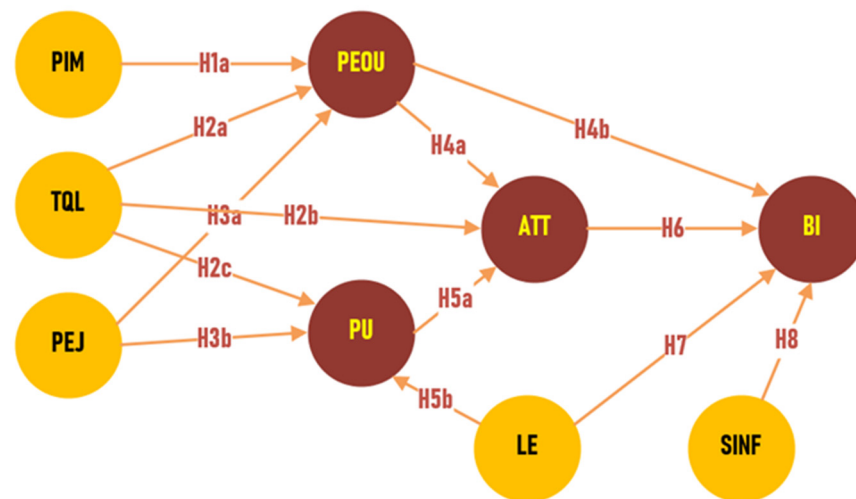 PIM
H1a
PEOU
H2a
H4a
H4b
TQL
H3a
H2b
ATT
H6
BI
H2c
H5a
PEJ
H3b
PU
H7
H8
H5b
LE
SINF